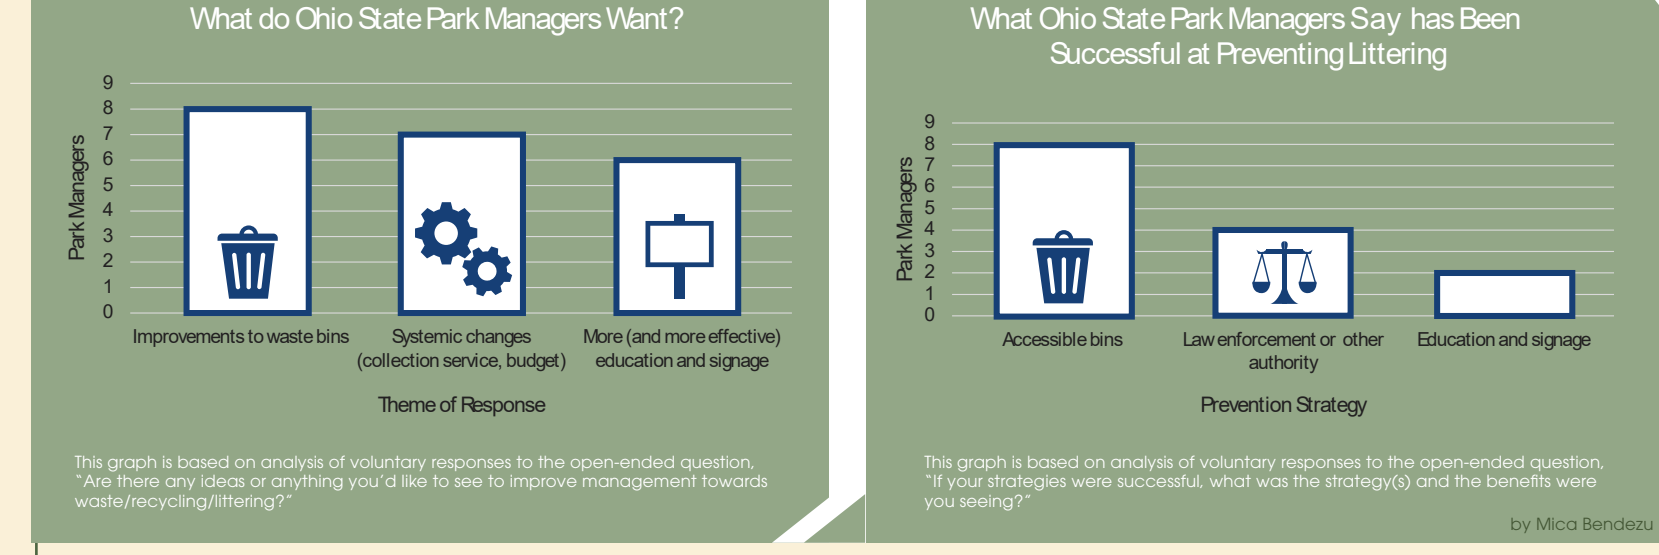 What do Ohio State Park Managers Want?
9
8
7
6
5
4
3
2
1
0
Park Managers
Improvements to waste bins
Systemic changes
(collection service, budget)
More (and more effective)
education and signage
Theme of Response
This graph is based on analysis of voluntary responses to the open-ended question,
“Are there any ideas or anything you’d like to see to improve management towards
waste/recycling/littering?”
What Ohio State Park Managers Say has Been
Successful at Preventing Littering
9
8
7
6
5
4
3
2
1
0
Park Managers
Accessible bins
Law enforcement or other
authority
Education and signage
Prevention Strategy
This graph is based on analysis of voluntary responses to the open-ended question,
“If your strategies were successful, what was the strategy(s) and the benefits were
you seeing?”
by Mica Bendezu